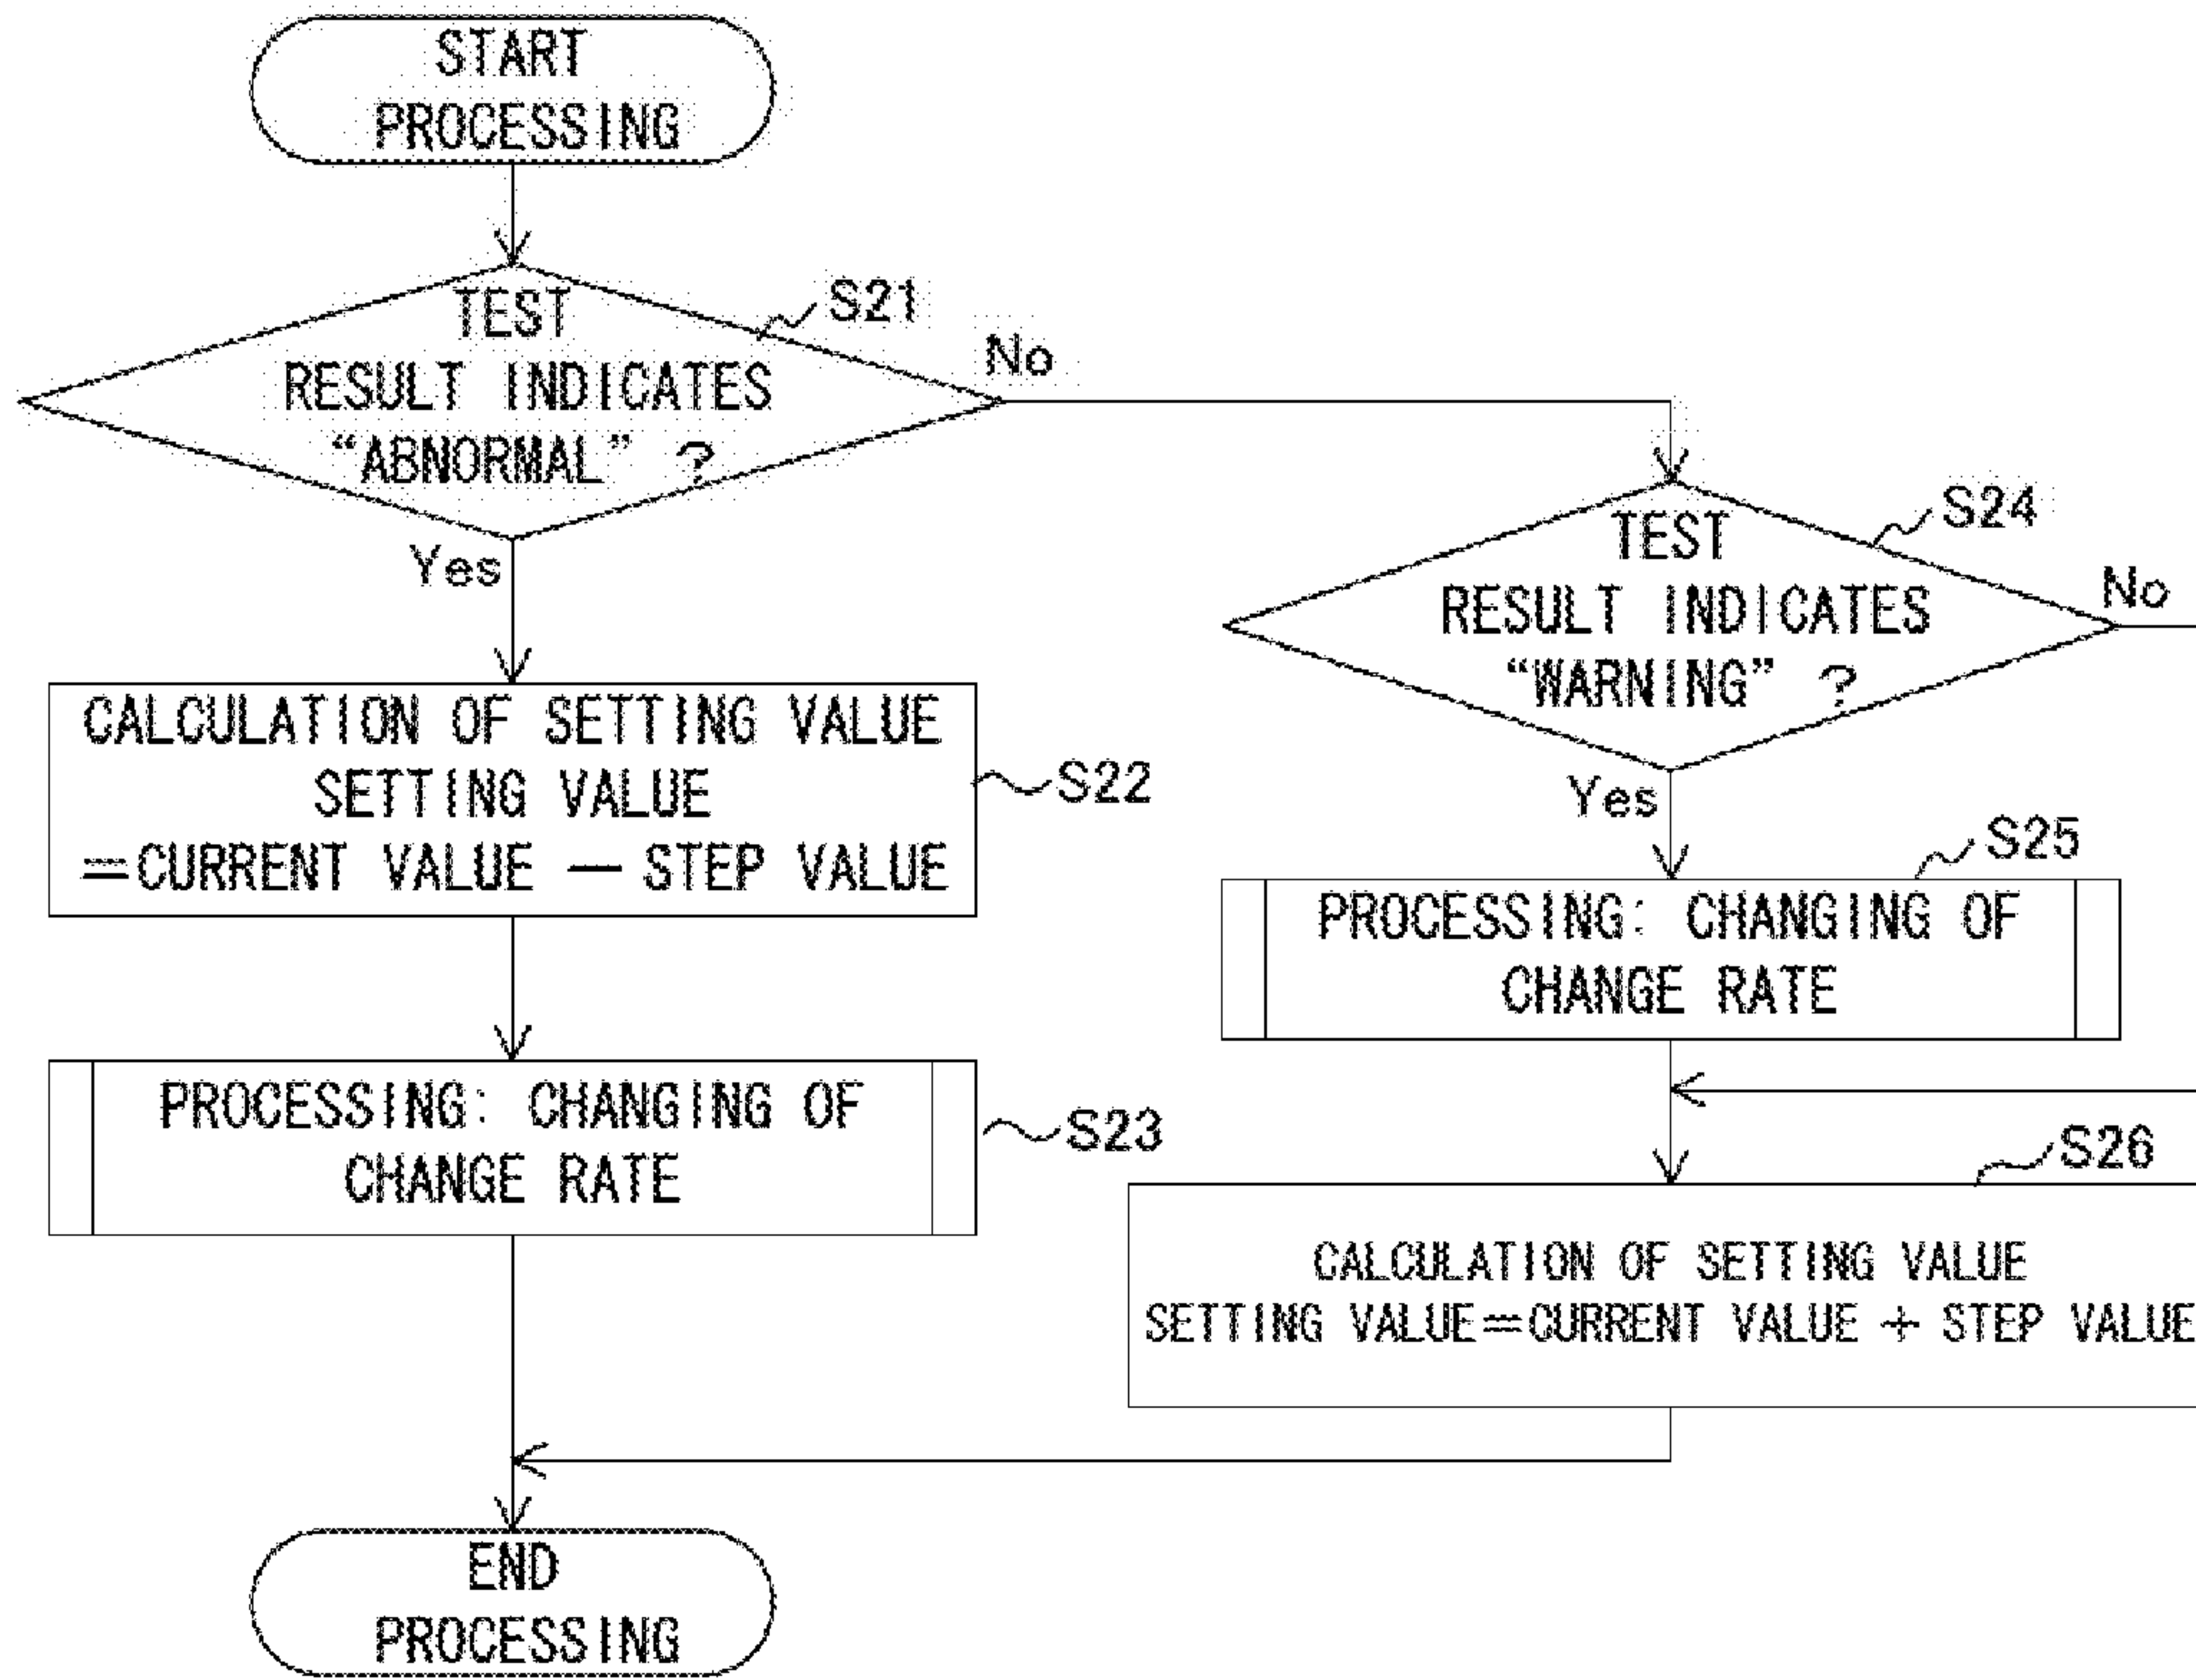 START
PROCESSING
TEST
RESULT INDICATES
“ABNORMAL” ?
S21
No
Yes
CALCULATION OF SETTING VALUE
SETTING VALUE
=CURRENT VALUE — STEP VALUE
S22
PROCESSING: CHANGING OF
CHANGE RATE
S23
TEST
RESULT INDICATES
“WARNING” ?
S24
No
Yes
S25
PROCESSING: CHANGING OF
CHANGE RATE
S26
CALCULATION OF SETTING VALUE
SETTING VALUE=CURRENT VALUE + STEP VALUE
END
PROCESSING